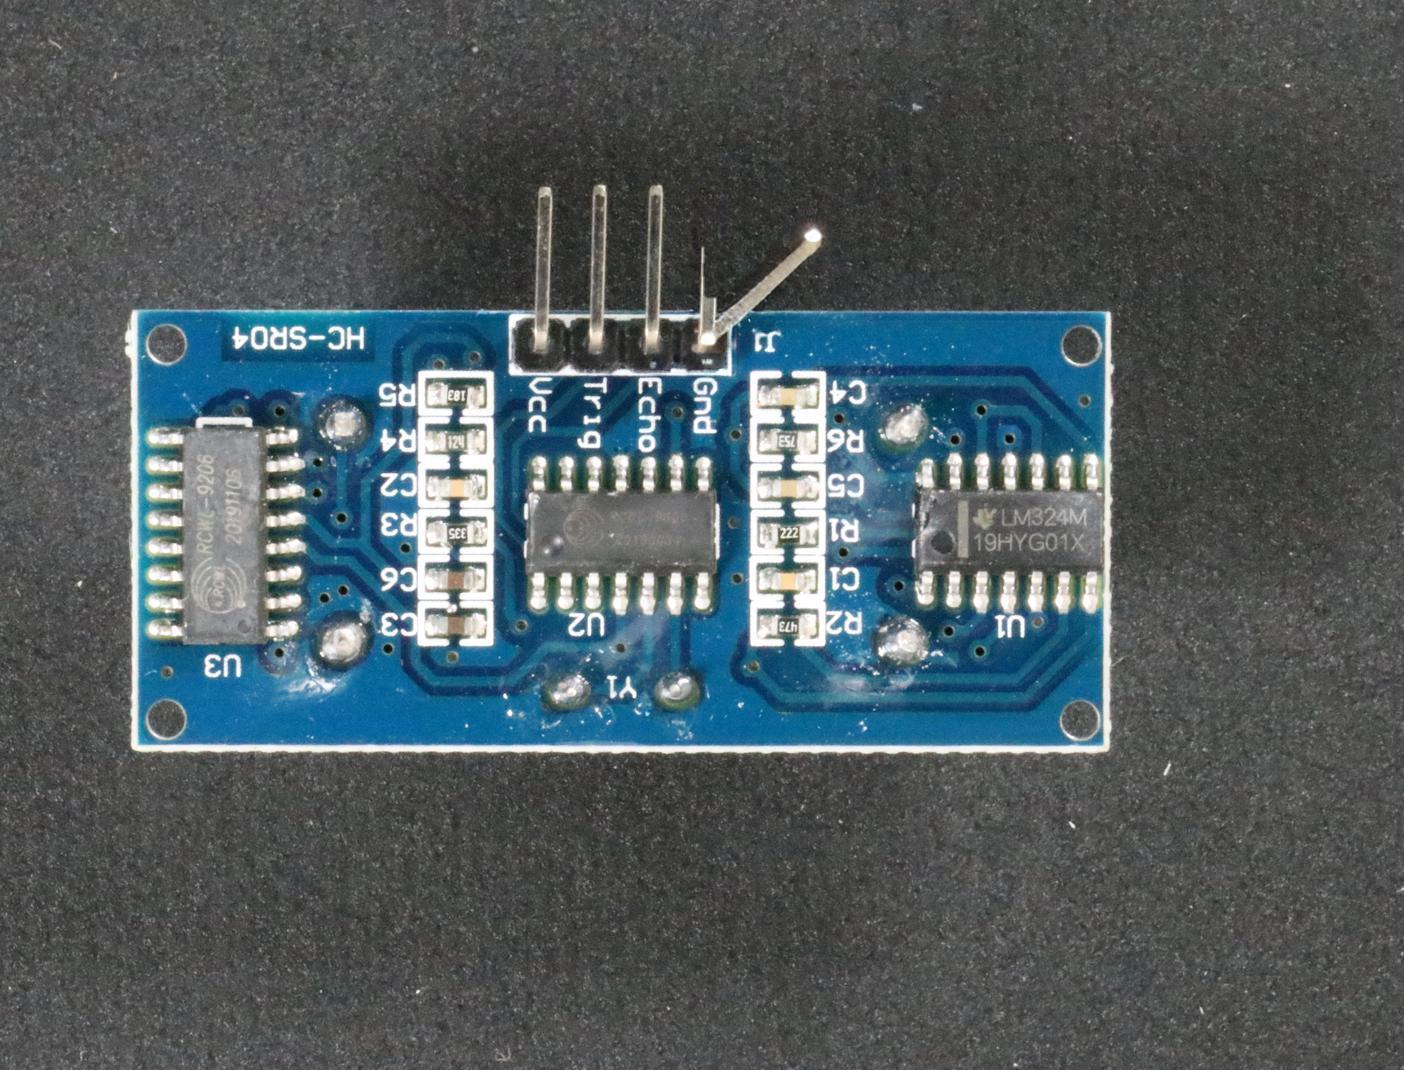 HC-SR04
J1
Vcc
Trig
Echo
Gnd
R5
183
R4
124
C2
R3
335
C6
C3
C4
R6
753
C5
R1
222
C1
R2
473
RCWL-9206
20191106
RCWL
U3
U2
Y1
LM324M
19HYG01X
U1